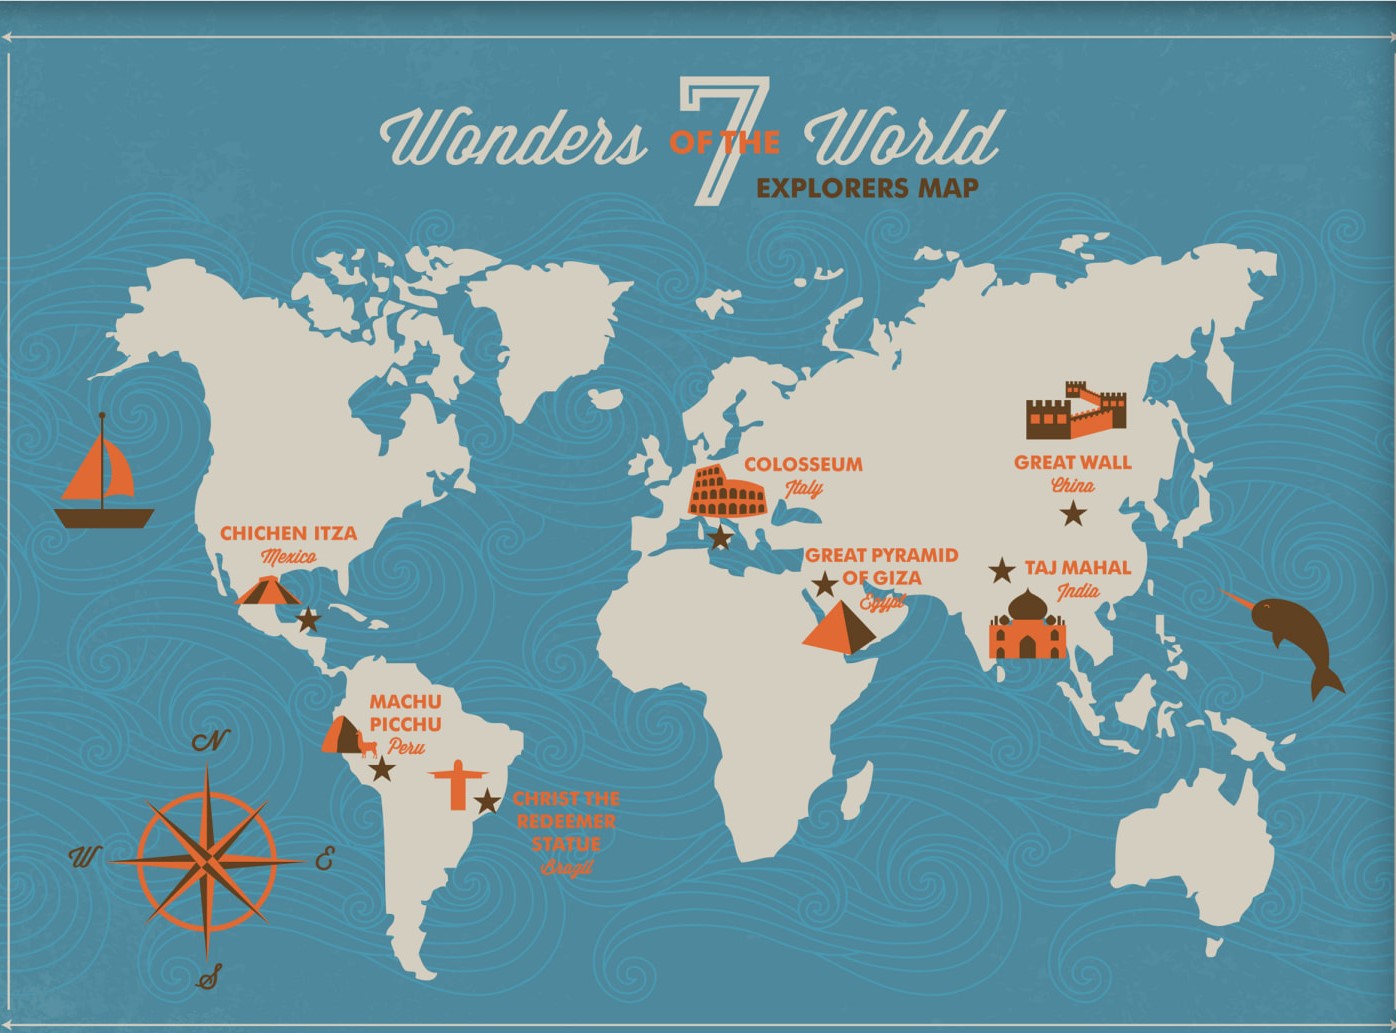 Wonders 7 OF THE World
EXPLORERS MAP
COLOSSEUM
Italy
GREAT WALL
China
CHICHEN ITZA
Mexico
GREAT PYRAMID
OF GIZA
Egypt
TAJ MAHAL
India
MACHU
PICCHU
Peru
CHRIST THE
REDEEMER
STATUE
Brazil
N
W
E
S